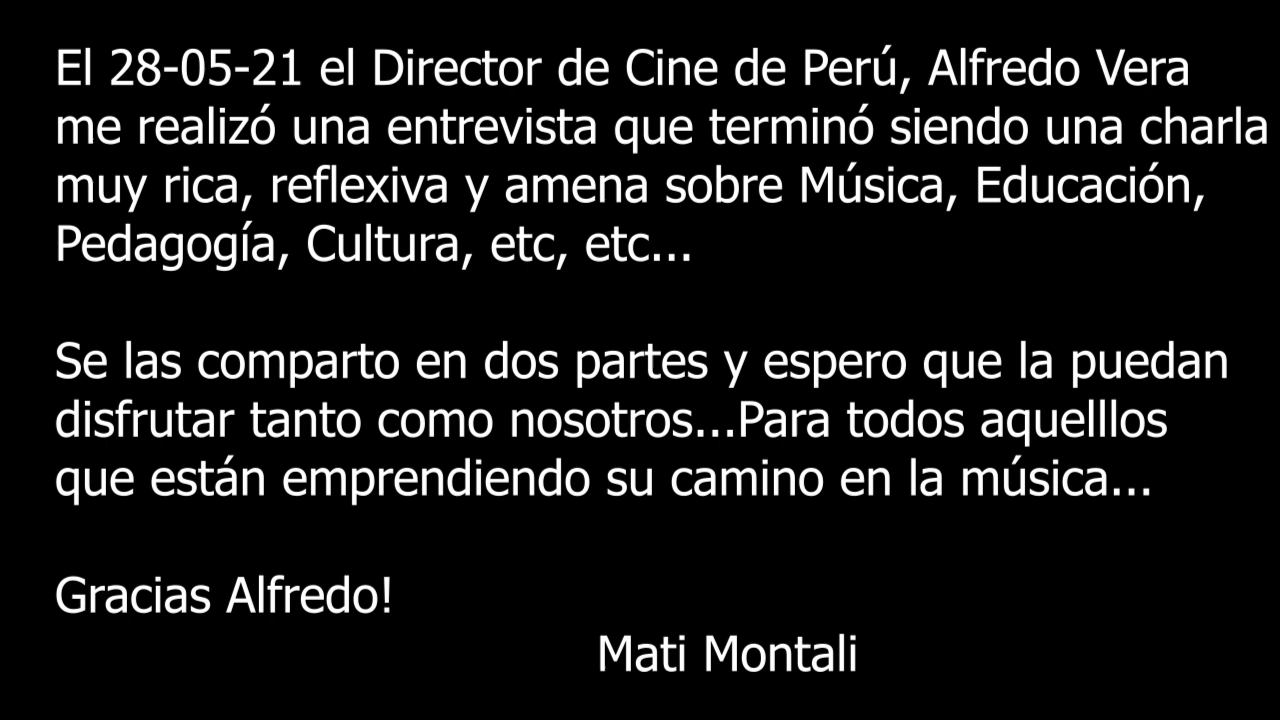 El 28-05-21 el Director de Cine de Perú, Alfredo Vera
me realizó una entrevista que terminó siendo una charla
muy rica, reflexiva y amena sobre Música, Educación,
Pedagogía, Cultura, etc, etc...
Se las comparto en dos partes y espero que la puedan
disfrutar tanto como nosotros...Para todos aquelllos
que están emprendiendo su camino en la música...
Gracias Alfredo!
Mati Montali